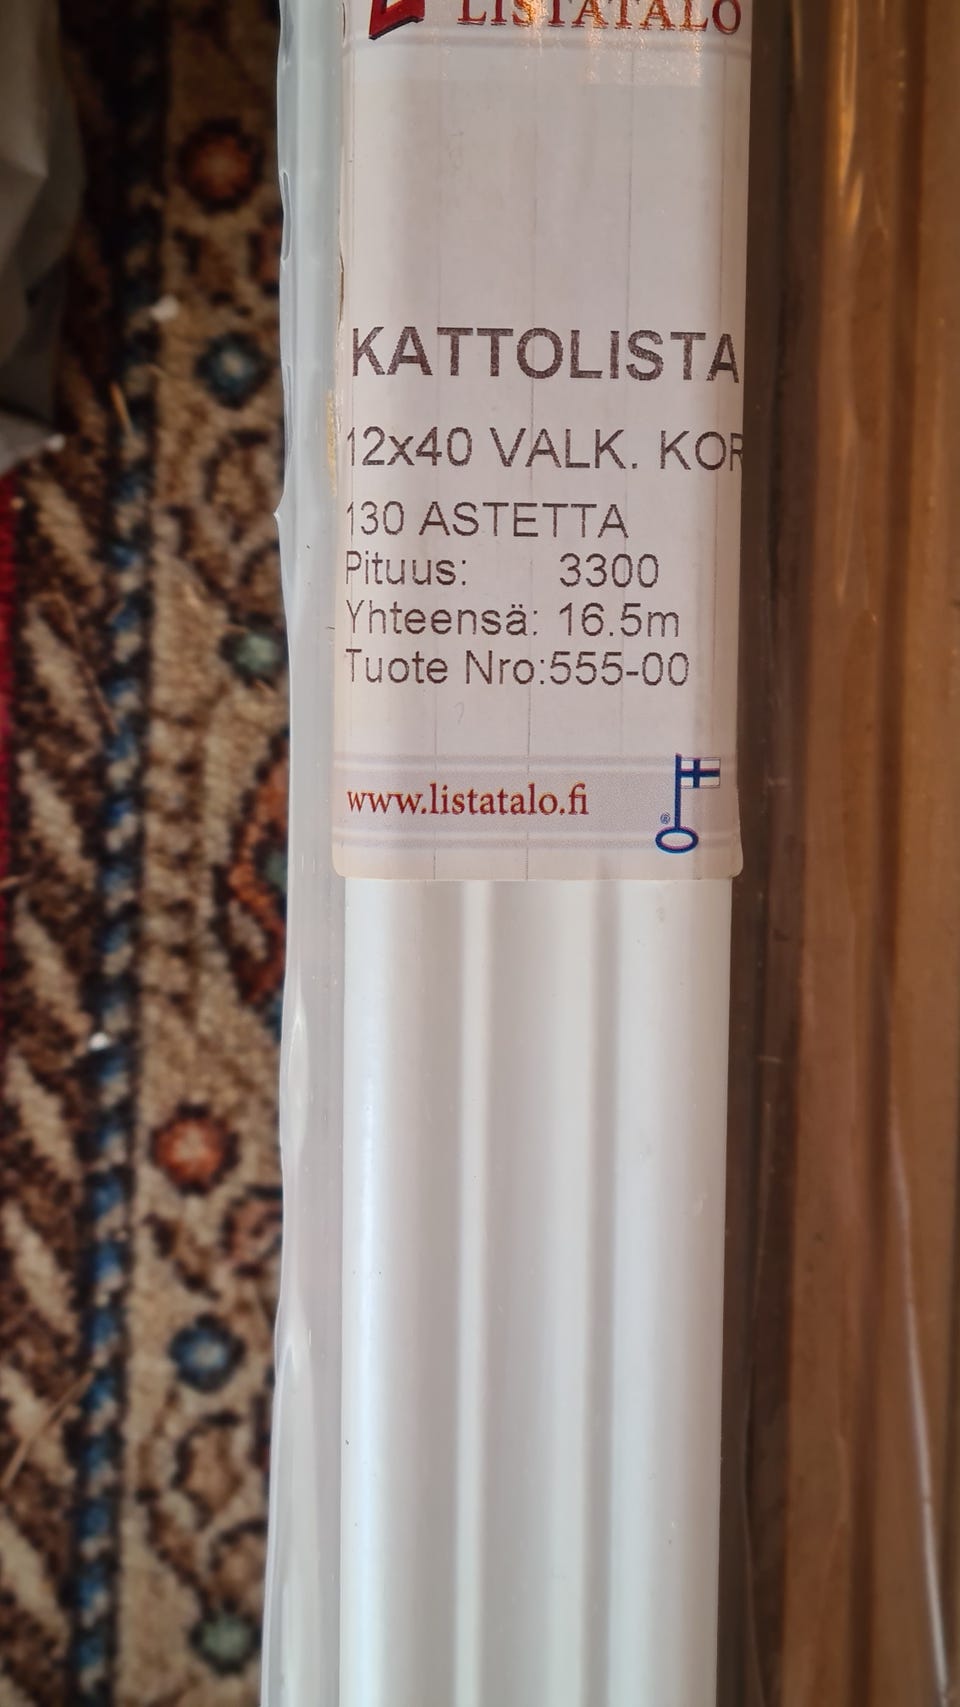 LISTATALO
KATTOLISTA
12x40 VALK. KOR
130 ASTETTA
Pituus: 3300
Yhteensä: 16.5m
Tuote Nro:555-00
www.listatalo.fi
®